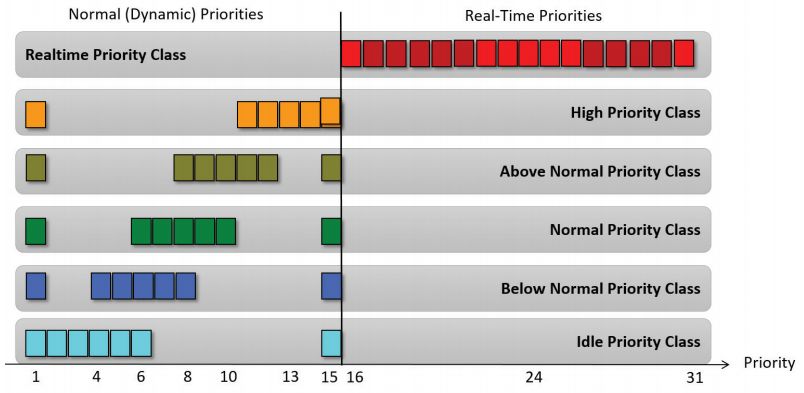 Normal (Dynamic) Priorities
Real-Time Priorities
Realtime Priority Class
High Priority Class
Above Normal Priority Class
Normal Priority Class
Below Normal Priority Class
Idle Priority Class
1 4 6 8 10 13 15 16 24 31 Priority